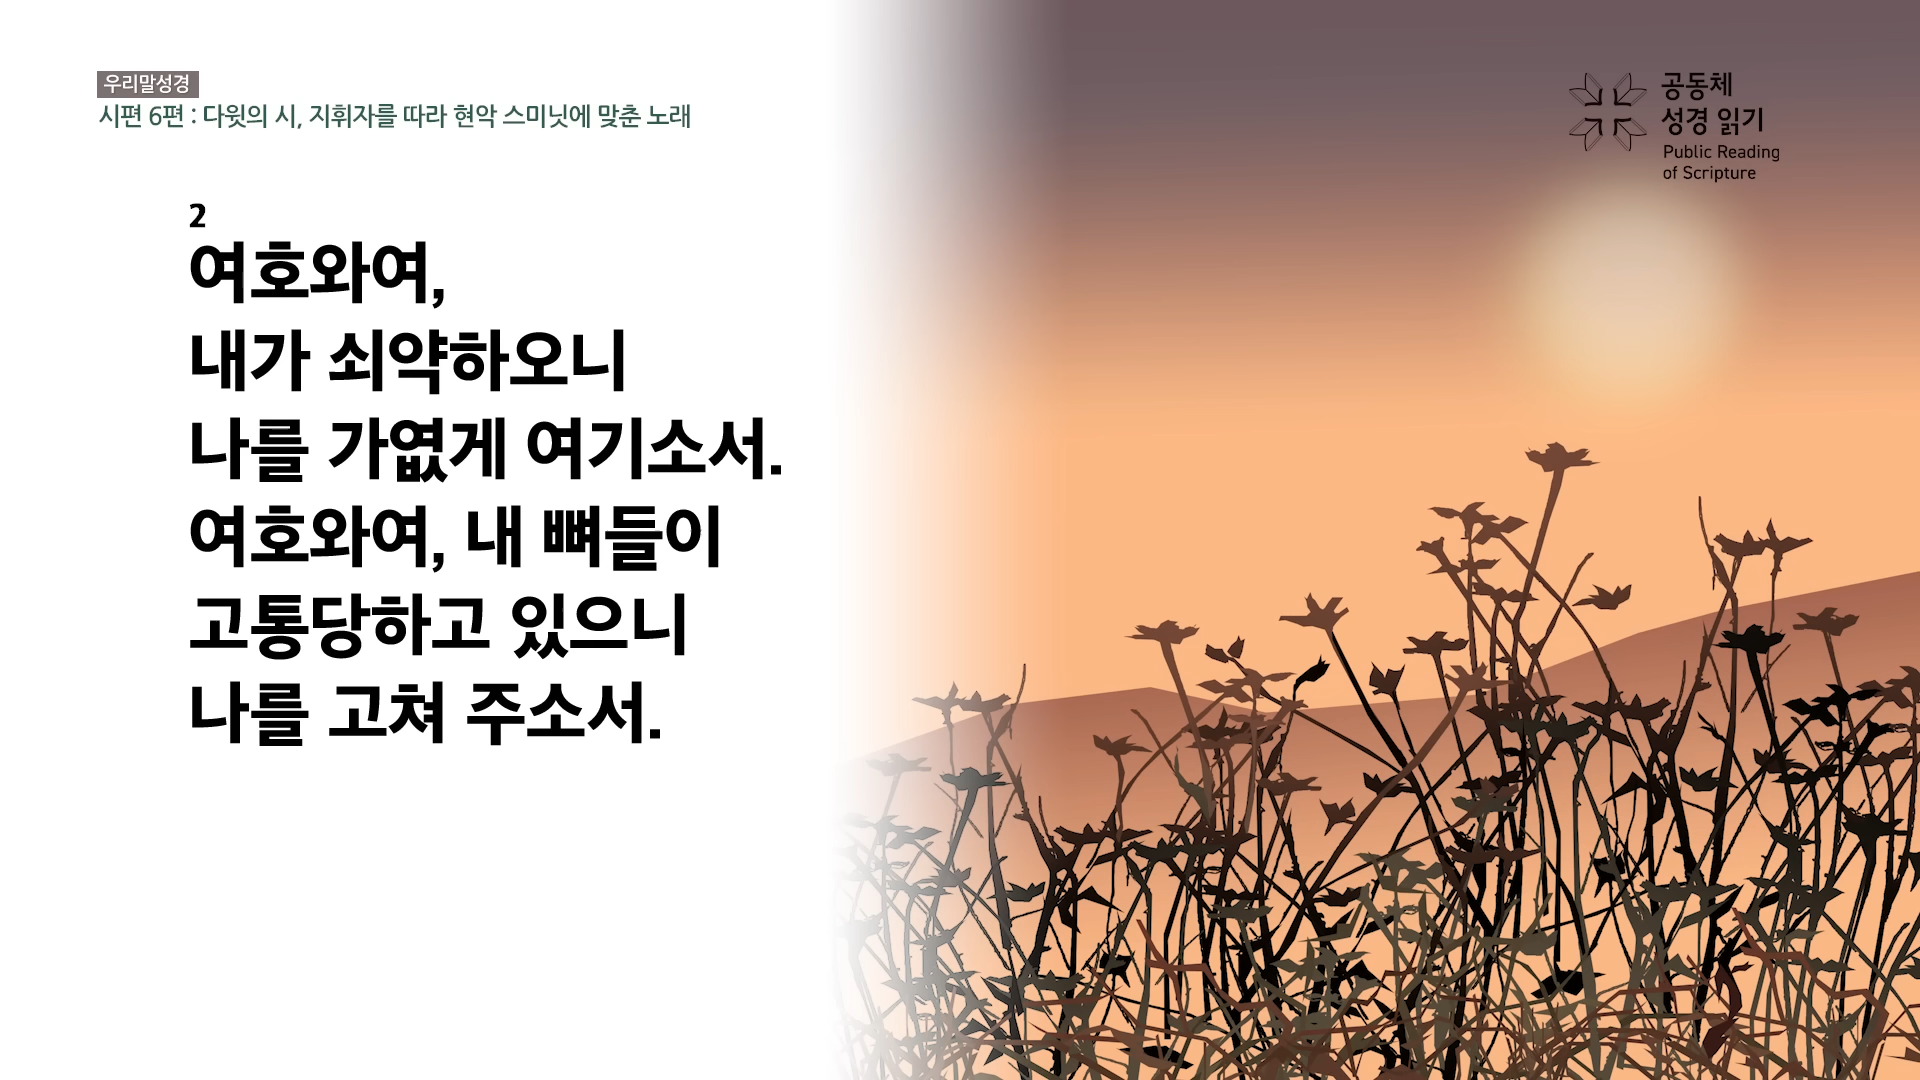 우리말성경
시편 6편 : 다윗의 시, 지휘자를 따라 현악 스미닛에 맞춘 노래
공동체
성경 읽기
Public Reading
of Scripture
2
여호와여,
내가 쇠약하오니
나를 가엾게 여기소서.
여호와여, 내 뼈들이
고통당하고 있으니
나를 고쳐 주소서.